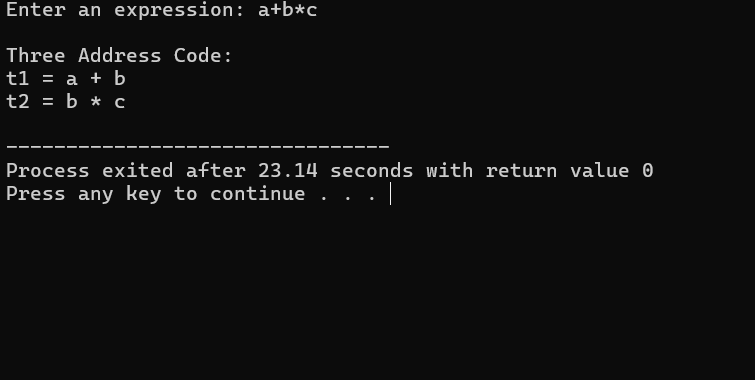 Enter an expression: a+b*c
Three Address Code:
t1 = a + b
t2 = b * c
--------------------------------
Process exited after 23.14 seconds with return value 0
Press any key to continue . . .